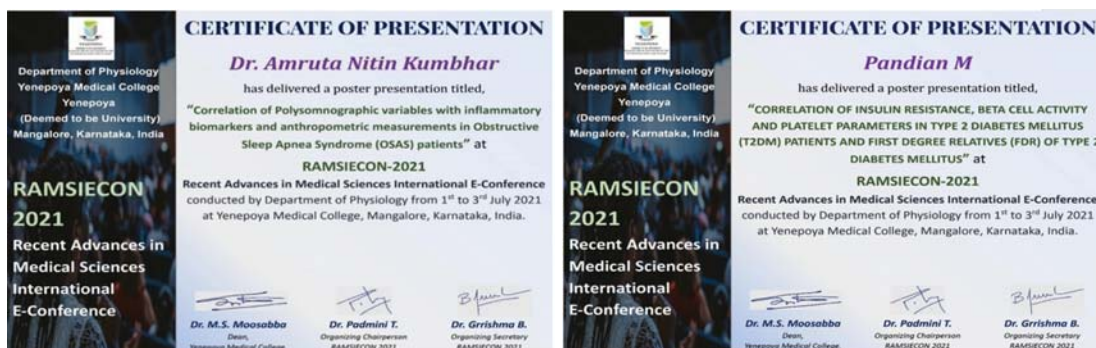 Department of Physiology
Yenepoya Medical College
Yenepoya
(Deemed to be University)
Mangalore, Karnataka, India
RAMSIECON
2021
Recent Advances in
Medical Sciences
International
E-Conference
CERTIFICATE OF PRESENTATION
Dr. Amruta Nitin Kumbhar
has delivered a poster presentation titled,
“Correlation of Polysomnographic variables with inflammatory
biomarkers and anthropometric measurements in Obstructive
Sleep Apnea Syndrome (OSAS) patients” at
RAMSIECON-2021
Recent Advances in Medical Sciences International E-Conference
conducted by Department of Physiology from 1st to 3rd July 2021
at Yenepoya Medical College, Mangalore, Karnataka, India.
Dr. M.S. Moosabba
Dean,
Yenepoya Medical College
Dr. Padmini T.
Organizing Chairperson
RAMSIECON 2021
Dr. Grrishma B.
Organizing Secretary
RAMSIECON 2021
Department of Physiology
Yenepoya Medical College
Yenepoya
(Deemed to be University)
Mangalore, Karnataka, India
RAMSIECON
2021
Recent Advances in
Medical Sciences
International
E-Conference
CERTIFICATE OF PRESENTATION
Pandian M
has delivered a poster presentation titled,
“CORRELATION OF INSULIN RESISTANCE, BETA CELL ACTIVITY
AND PLATELET PARAMETERS IN TYPE 2 DIABETES MELLITUS
(T2DM) PATIENTS AND FIRST DEGREE RELATIVES (FDR) OF TYPE 2
DIABETES MELLITUS” at
RAMSIECON-2021
Recent Advances in Medical Sciences International E-Conference
conducted by Department of Physiology from 1st to 3rd July 2021
at Yenepoya Medical College, Mangalore, Karnataka, India.
Dr. M.S. Moosabba
Dean,
Yenepoya Medical College
Dr. Padmini T.
Organizing Chairperson
RAMSIECON 2021
Dr. Grrishma B.
Organizing Secretary
RAMSIECON 2021